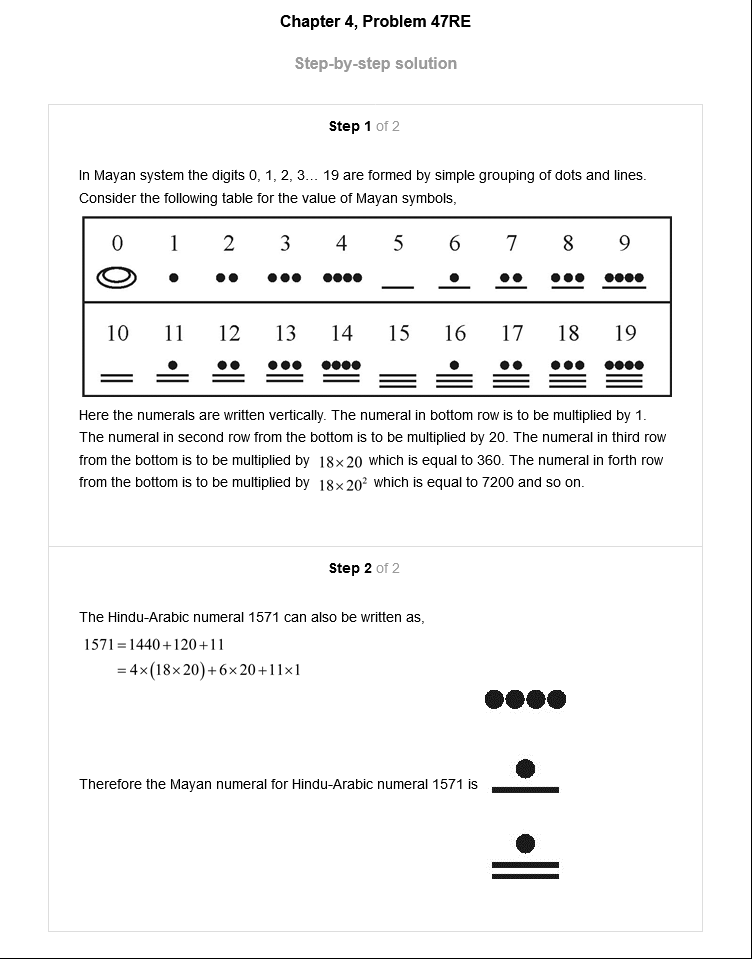 Chapter 4, Problem 47RE
Step-by-step solution
Step 1 of 2
In Mayan system the digits 0, 1, 2, 3... 19 are formed by simple grouping of dots and lines.
Consider the following table for the value of Mayan symbols,
0 1 2 3 4 5 6 7 8 9
10 11 12 13 14 15 16 17 18 19
Here the numerals are written vertically. The numeral in bottom row is to be multiplied by 1.
The numeral in second row from the bottom is to be multiplied by 20. The numeral in third row
from the bottom is to be multiplied by 18×20 which is equal to 360. The numeral in forth row
from the bottom is to be multiplied by 18×20² which is equal to 7200 and so on.
Step 2 of 2
The Hindu-Arabic numeral 1571 can also be written as,
1571=1440+120+11
=4×(18×20)+6×20+11×1
Therefore the Mayan numeral for Hindu-Arabic numeral 1571 is